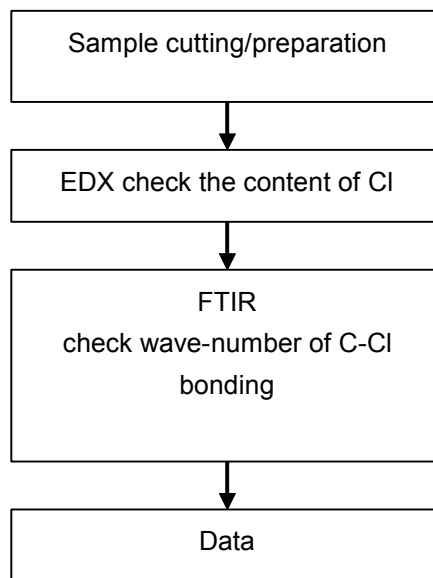 Sample cutting/preparation
EDX check the content of Cl
FTIR
check wave-number of C-Cl
bonding
Data